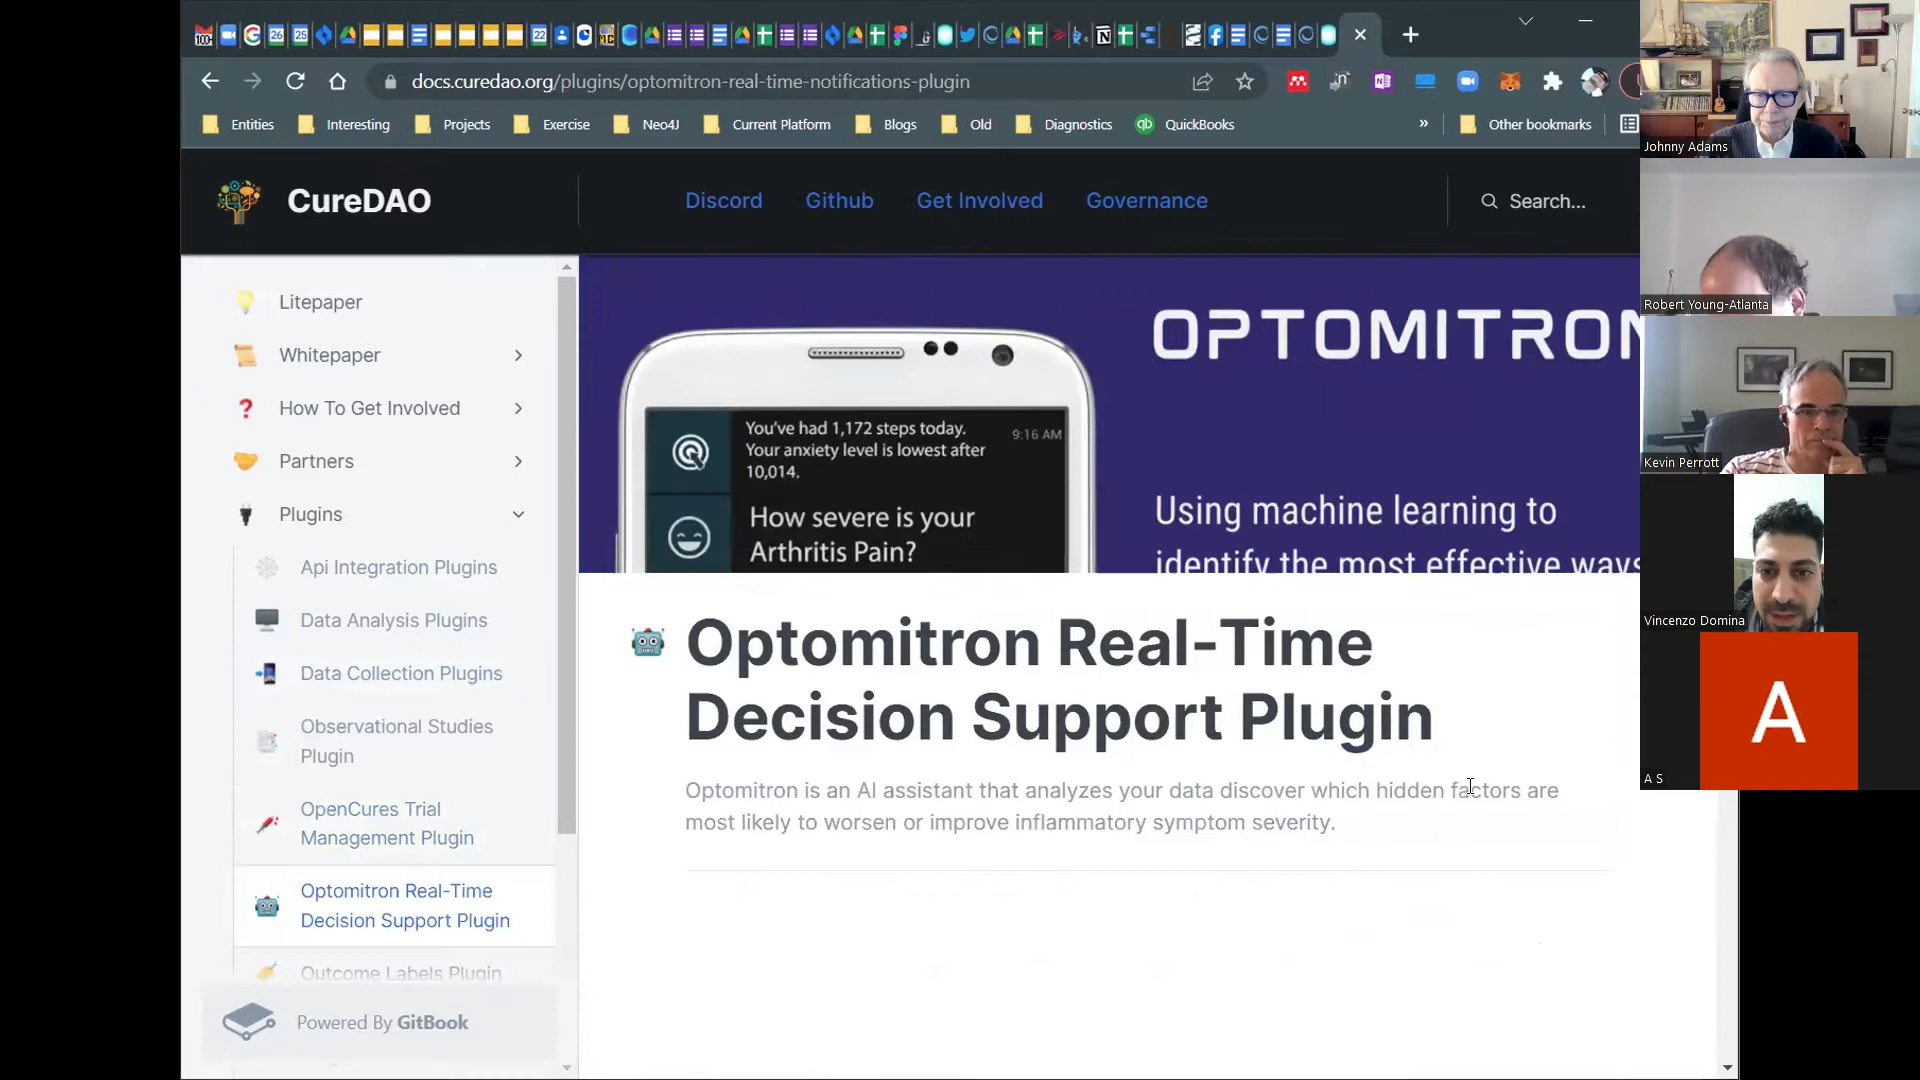 100+
26
25
22
docs.curedao.org/plugins/optomitron-real-time-notifications-plugin
Entities
Interesting
Projects
Exercise
Neo4J
Current Platform
Blogs
Old
Diagnostics
qb
QuickBooks
»
Other bookmarks
CureDAO
Discord
Github
Get Involved
Governance
Search...
Litepaper
Whitepaper
How To Get Involved
Partners
Plugins
Api Integration Plugins
Data Analysis Plugins
Data Collection Plugins
Observational Studies
Plugin
OpenCures Trial
Management Plugin
Optomitron Real-Time
Decision Support Plugin
Outcome Labels Plugin
Powered By GitBook
OPTOMITRON
You've had 1,172 steps today.
Your anxiety level is lowest after
10,014.
9:16 AM
How severe is your
Arthritis Pain?
Using machine learning to
identify the most effective ways
Optomitron Real-Time
Decision Support Plugin
Optomitron is an AI assistant that analyzes your data discover which hidden factors are
most likely to worsen or improve inflammatory symptom severity.
Johnny Adams
Robert Young-Atlanta
Kevin Perrott
Vincenzo Domina
A
A S